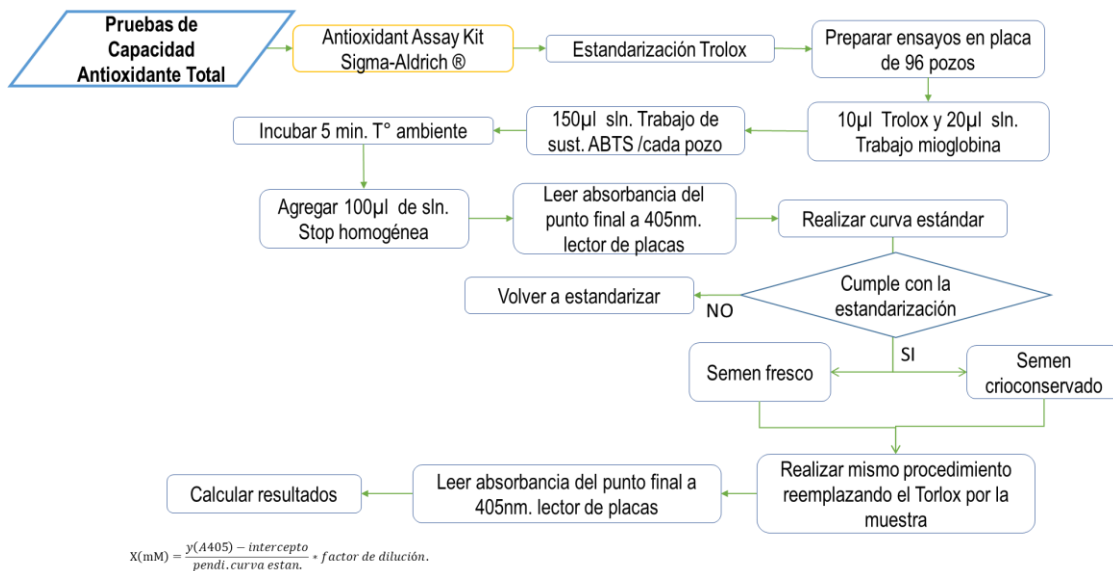 Pruebas de
Capacidad
Antioxidante Total
Antioxidant Assay Kit
Sigma-Aldrich ®
Estandarización Trolox
Preparar ensayos en placa
de 96 pozos
10µl Trolox y 20µl sln.
Trabajo mioglobina
150µl sln. Trabajo de
sust. ABTS /cada pozo
Incubar 5 min. T° ambiente
Agregar 100µl de sln.
Stop homogénea
Leer absorbancia del
punto final a 405nm.
lector de placas
Realizar curva estándar
Cumple con la
estandarización
NO
Volver a estandarizar
SI
Semen fresco
Semen
crioconservado
Realizar mismo procedimiento
reemplazando el Torlox por la
muestra
Leer absorbancia del punto final a
405nm. lector de placas
Calcular resultados
X(mM) = y(A405) − intercepto / pendi.curva estan. * factor de dilución.